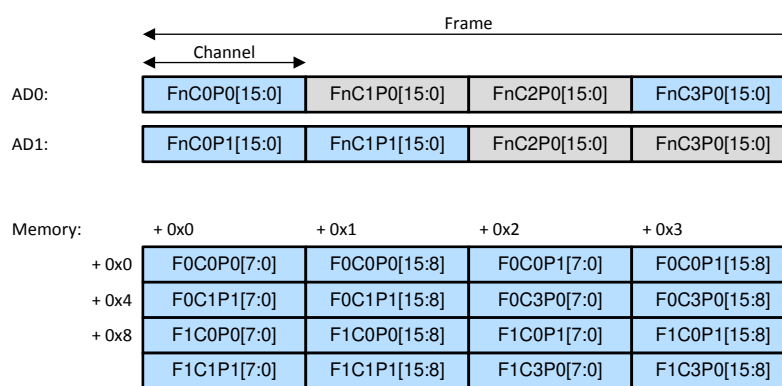 Frame
Channel
AD0: FnC0P0[15:0] FnC1P0[15:0] FnC2P0[15:0] FnC3P0[15:0]
AD1: FnC0P1[15:0] FnC1P1[15:0] FnC2P0[15:0] FnC3P0[15:0]
Memory: + 0x0 + 0x1 + 0x2 + 0x3
+ 0x0 F0C0P0[7:0] F0C0P0[15:8] F0C0P1[7:0] F0C0P1[15:8]
+ 0x4 F0C1P1[7:0] F0C1P1[15:8] F0C3P0[7:0] F0C3P0[15:8]
+ 0x8 F1C0P0[7:0] F1C0P0[15:8] F1C0P1[7:0] F1C0P1[15:8]
F1C1P1[7:0] F1C1P1[15:8] F1C3P0[7:0] F1C3P0[15:8]